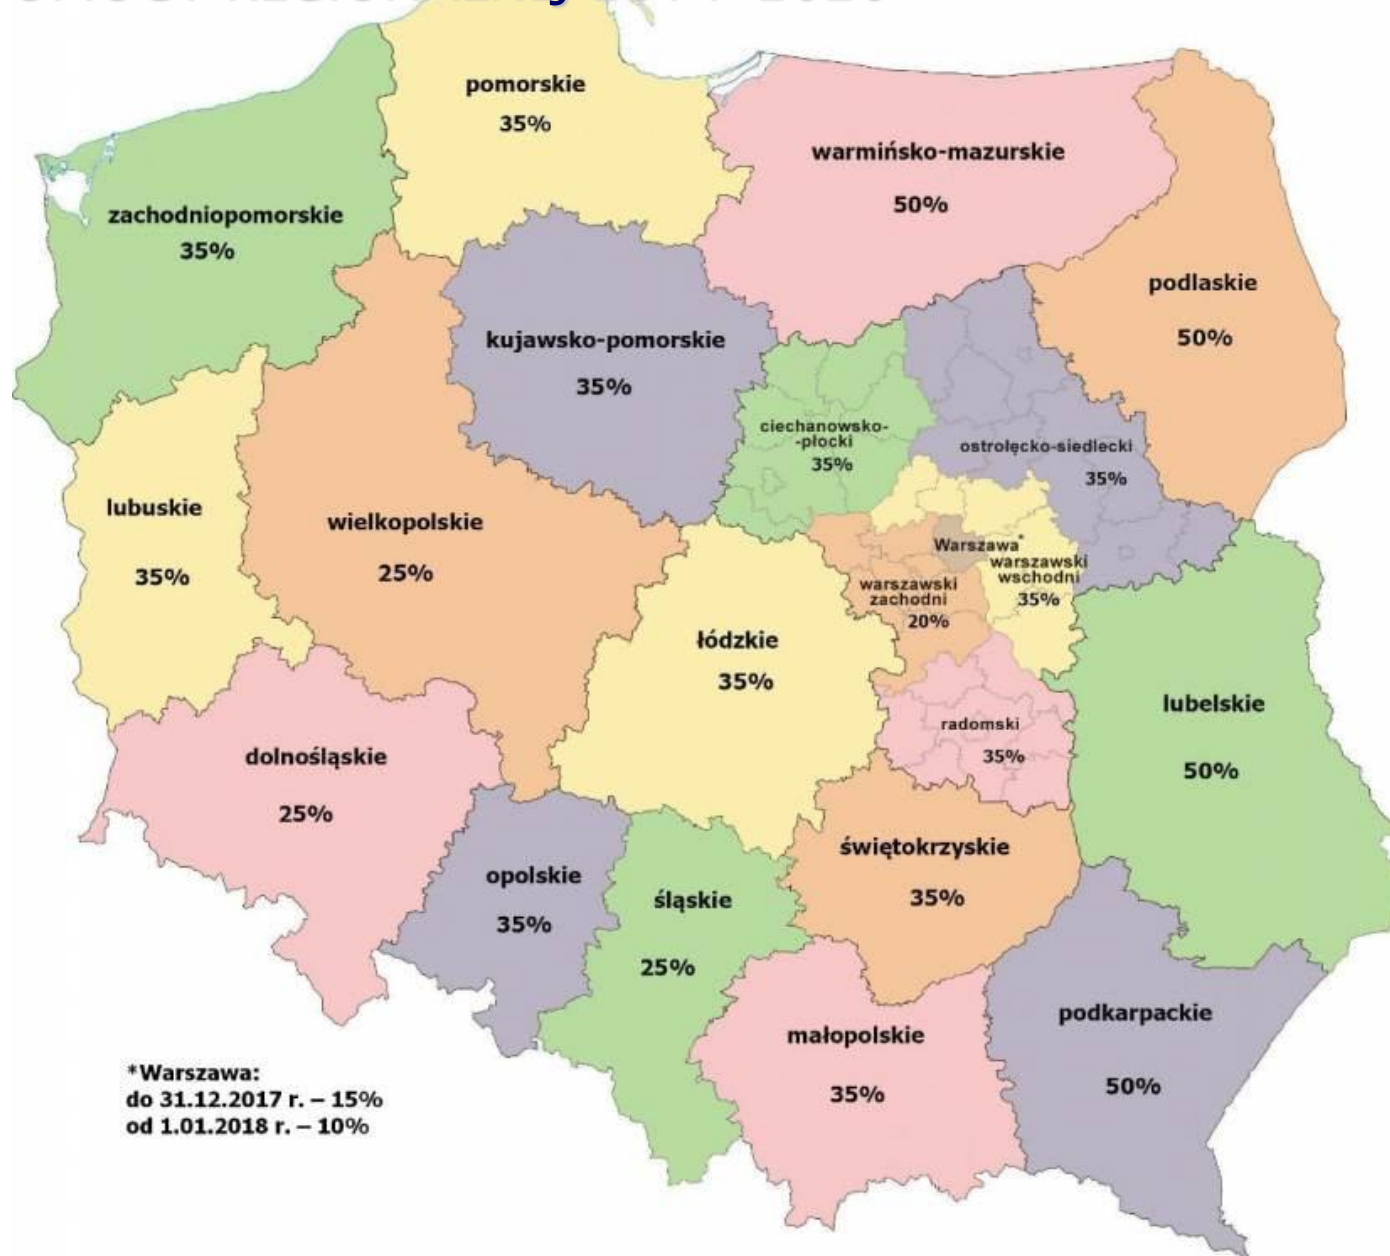 pomorskie
35%
warmińsko-mazurskie
50%
zachodniopomorskie
35%
podlaskie
50%
kujawsko-pomorskie
35%
ciechanowsko-
-płocki
35%
ostrołęcko-siedlecki
35%
lubuskie
35%
wielkopolskie
25%
Warszawa*
warszawski
wschodni
35%
warszawski
zachodni
20%
łódzkie
35%
radomski
35%
lubelskie
50%
dolnośląskie
25%
opolskie
35%
śląskie
25%
świętokrzyskie
35%
małopolskie
35%
podkarpackie
50%
*Warszawa:
do 31.12.2017 r. – 15%
od 1.01.2018 r. – 10%